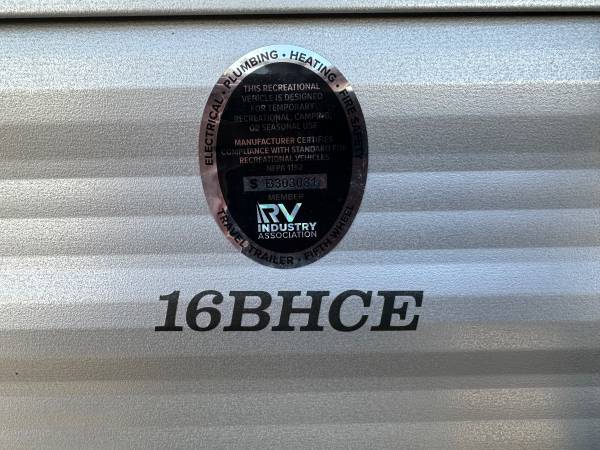 ELECTRICAL • PLUMBING • HEATING • FIRE SAFETY
THIS RECREATIONAL
VEHICLE IS DESIGNED
FOR TEMPORARY
RECREATIONAL, CAMPING,
OR SEASONAL USE
MANUFACTURER CERTIFIES
COMPLIANCE WITH STANDARD FOR
RECREATIONAL VEHICLES
NFPA 1192
MEMBER
RV
INDUSTRY
ASSOCIATION
TRAVEL TRAILER • FIFTH WHEEL
16BHCE